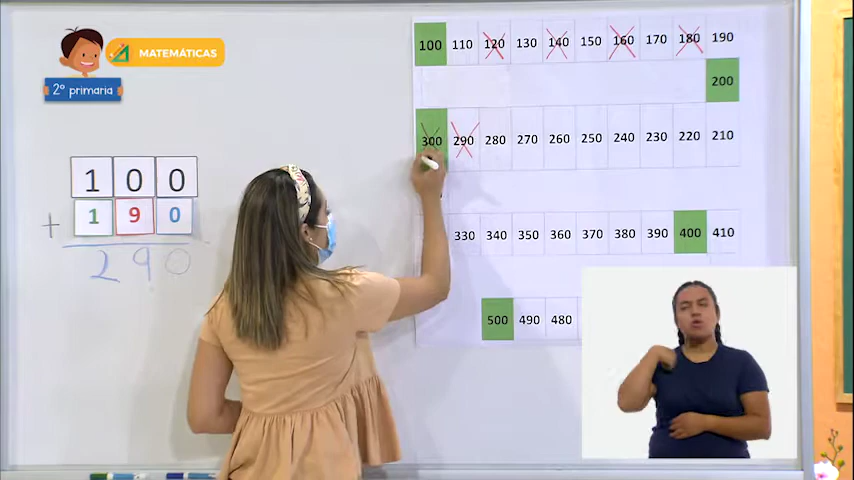 MATEMÁTICAS
2º primaria
1 0 0
+ 1 9 0
2 9 0
100 110 120 130 140 150 160 170 180 190
200
300 290 280 270 260 250 240 230 220 210
330 340 350 360 370 380 390 400 410
500 490 480